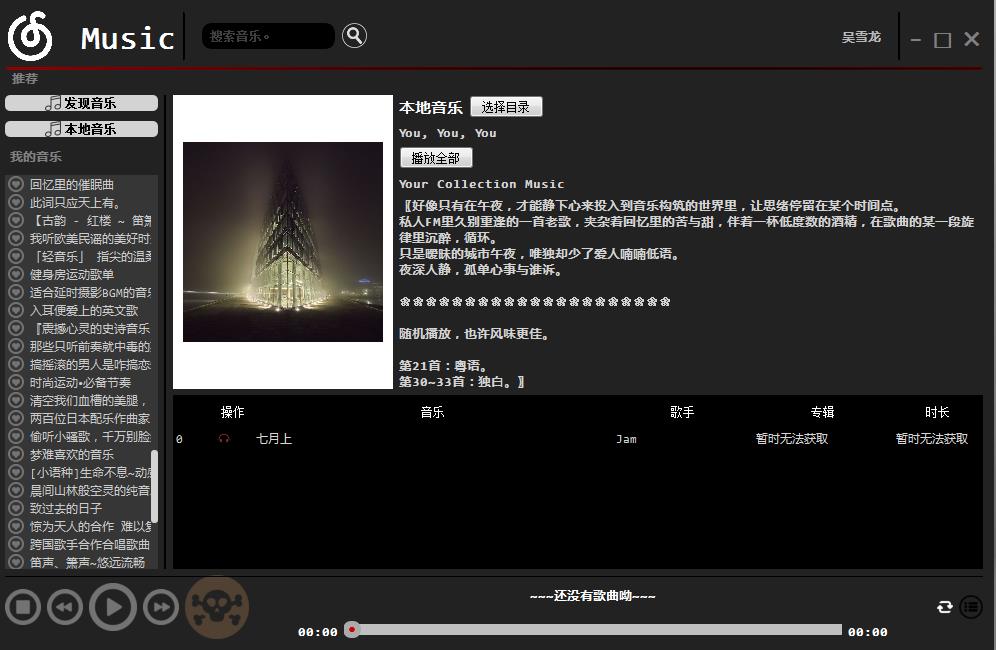 Music
搜索音乐。
吴雪龙
推荐
发现音乐
本地音乐
我的音乐
回忆里的催眠曲
此词只应天上有。
【古韵 - 红楼 ~ 笛箫
我听欧美民谣的美好时
「轻音乐」 指尖的温柔
健身房运动歌单
适合延时摄影BGM的音乐
入耳便爱上的英文歌
『震撼心灵的史诗音乐
那些只听前奏就中毒的
搞摇滚的男人是咋搞恋
时尚运动•必备节奏
清空我们血槽的美腿，
两百位日本配乐作曲家
偷听小骚歌，千万别脸
梦难喜欢的音乐
[小语种]生命不息~动感
晨间山林般空灵的纯音
致过去的日子
惊为天人的合作 难以复
跨国歌手合作合唱歌曲
笛声、箫声~悠远流畅
本地音乐 选择目录
You, You, You
播放全部
Your Collection Music
〖好像只有在午夜，才能静下心来投入到音乐构筑的世界里，让思绪停留在某个时间点。
私人FM里久别重逢的一首老歌，夹杂着回忆里的苦与甜，伴着一杯低度数的酒精，在歌曲的某一段旋
律里沉醉，循环。
只是暧昧的城市午夜，唯独却少了爱人喃喃低语。
夜深人静，孤单心事与谁诉。
❀❀❀❀❀❀❀❀❀❀❀❀❀❀❀❀❀❀❀❀❀
随机播放，也许风味更佳。
第21首：粤语。
第30~33首：独白。〗
操作 音乐 歌手 专辑 时长
0 七月上 Jam 暂时无法获取 暂时无法获取
~~~还没有歌曲呦~~~
00:00 00:00